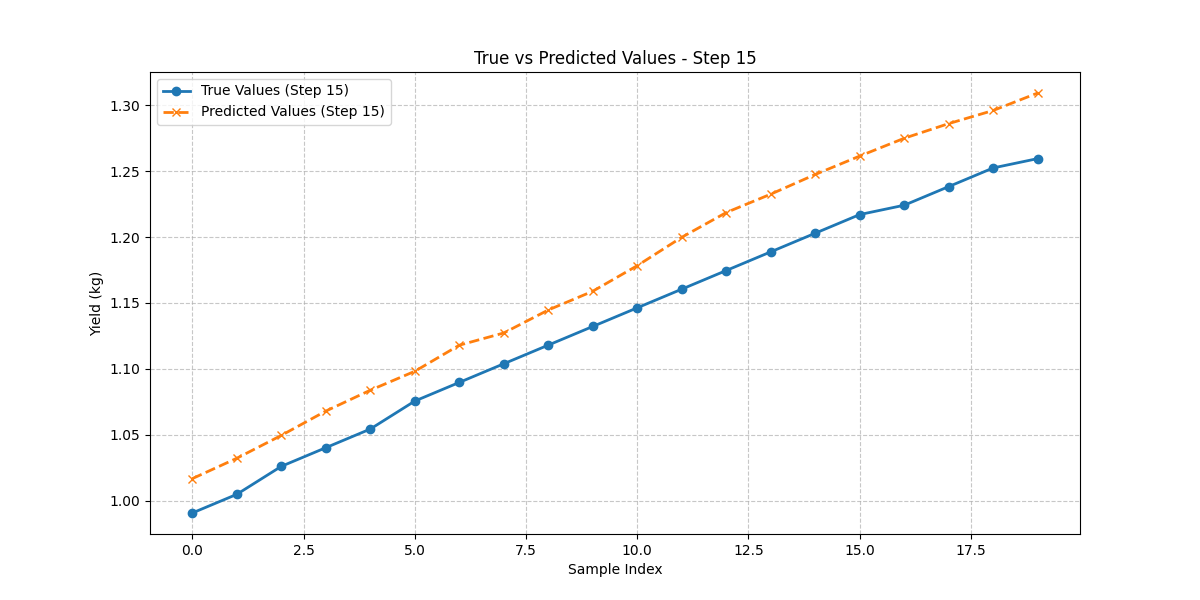 True vs Predicted Values - Step 15
True Values (Step 15)
Predicted Values (Step 15)
1.30
1.25
1.20
1.15
1.10
1.05
1.00
Yield (kg)
0.0 2.5 5.0 7.5 10.0 12.5 15.0 17.5
Sample Index